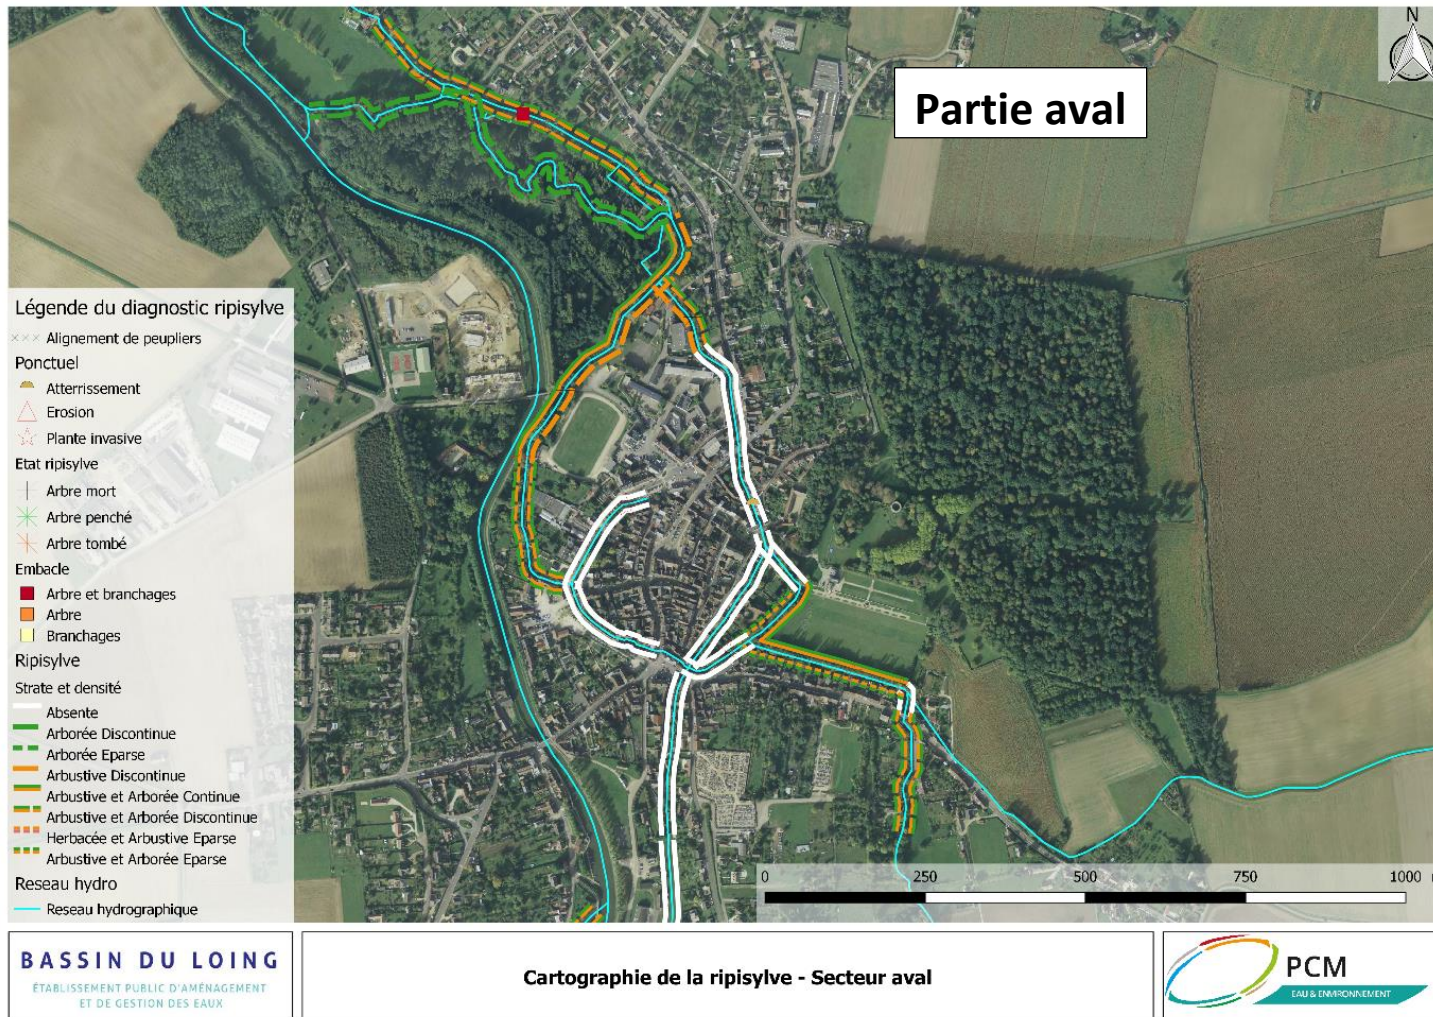 N
Partie aval
Légende du diagnostic ripisylve
Alignement de peupliers
Ponctuel
Atterrissement
Erosion
Plante invasive
Etat ripisylve
Arbre mort
Arbre penché
Arbre tombé
Embacle
Arbre et branchages
Arbre
Branchages
Ripisylve
Strate et densité
Absente
Arborée Discontinue
Arborée Eparse
Arbustive Discontinue
Arbustive et Arborée Continue
Arbustive et Arborée Discontinue
Herbacée et Arbustive Eparse
Arbustive et Arborée Eparse
Reseau hydro
Reseau hydrographique
0 250 500 750 1000
BASSIN DU LOING
ÉTABLISSEMENT PUBLIC D'AMÉNAGEMENT
ET DE GESTION DES EAUX
Cartographie de la ripisylve - Secteur aval
PCM
EAU & ENVIRONNEMENT